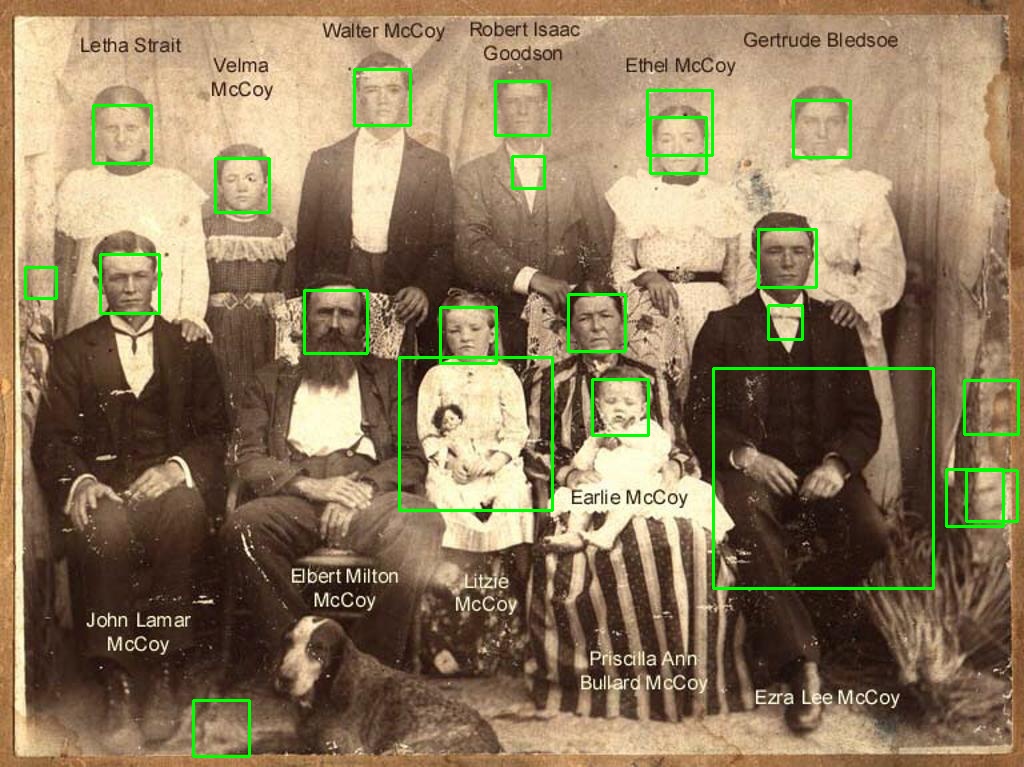 Letha Strait
Velma
McCoy
Walter McCoy
Robert Isaac
Goodson
Ethel McCoy
Gertrude Bledsoe
John Lamar
McCoy
Elbert Milton
McCoy
Litzie
McCoy
Earlie McCoy
Priscilla Ann
Bullard McCoy
Ezra Lee McCoy